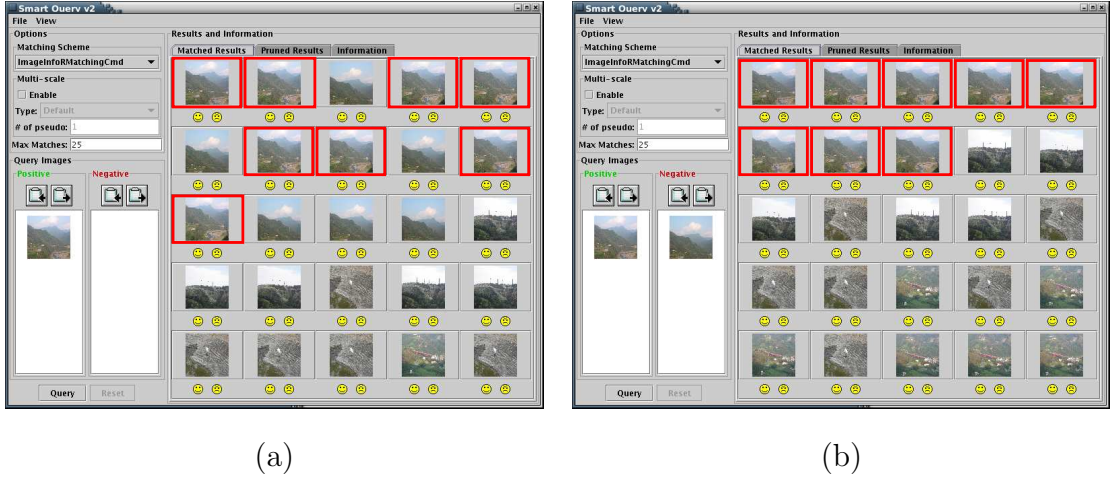 Smart Query v2
File View
Options
Matching Scheme
ImageInfoRMatchingCmd
Multi-scale
Enable
Type: Default
# of pseudo: 1
Max Matches: 25
Query Images
Positive Negative
Query Reset
Results and Information
Matched Results Pruned Results Information
(a)
Smart Query v2
File View
Options
Matching Scheme
ImageInfoRMatchingCmd
Multi-scale
Enable
Type: Default
# of pseudo: 1
Max Matches: 25
Query Images
Positive Negative
Query Reset
Results and Information
Matched Results Pruned Results Information
(b)